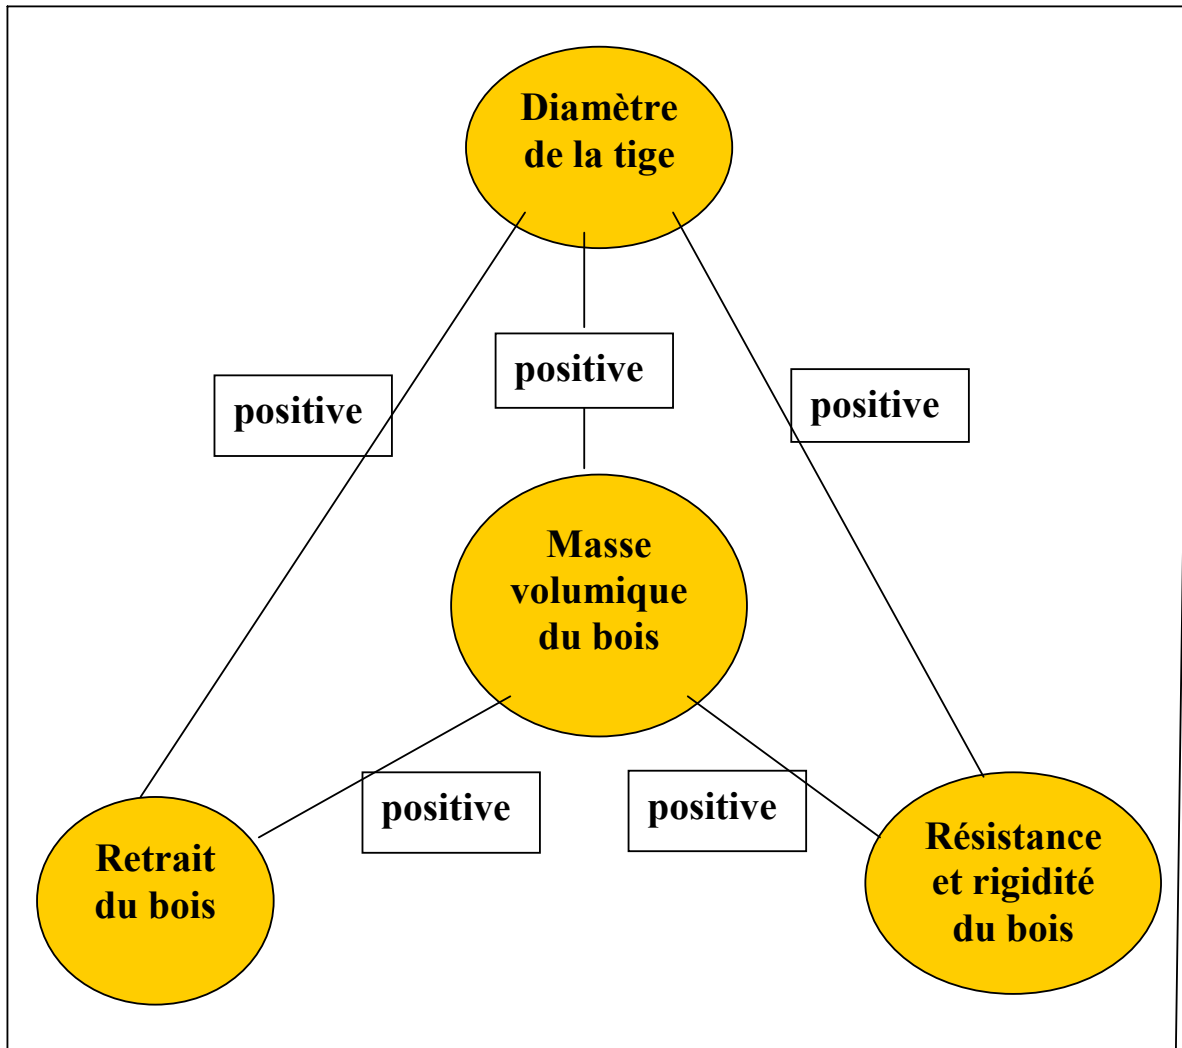 Diamètre
de la tige
positive
positive
positive
Masse
volumique
du bois
positive
positive
Retrait
du bois
Résistance
et rigidité
du bois